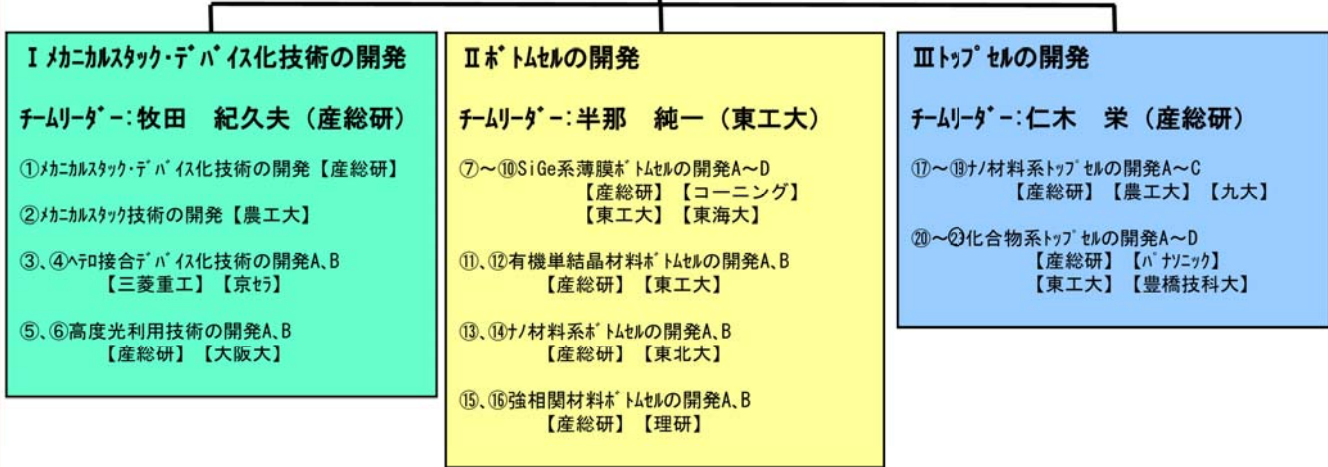 Ⅰ ﾒｶﾆｶﾙｽﾀｯｸ･ﾃﾞﾊﾞｲｽ化技術の開発
ﾁｰﾑﾘｰﾀﾞｰ:牧田　紀久夫（産総研）
①ﾒｶﾆｶﾙｽﾀｯｸ･ﾃﾞﾊﾞｲｽ化技術の開発【産総研】
②ﾒｶﾆｶﾙｽﾀｯｸ技術の開発【農工大】
③、④ﾍﾃﾛ接合ﾃﾞﾊﾞｲｽ化技術の開発A、B
【三菱重工】【京ｾﾗ】
⑤、⑥高度光利用技術の開発A、B
【産総研】【大阪大】
Ⅱﾎﾞﾄﾑｾﾙの開発
ﾁｰﾑﾘｰﾀﾞｰ:半那　純一（東工大）
⑦～⑩SiGe系薄膜ﾎﾞﾄﾑｾﾙの開発A～D
【産総研】【コーニング】
【東工大】【東海大】
⑪、⑫有機単結晶材料ﾎﾞﾄﾑｾﾙの開発A、B
【産総研】【東工大】
⑬、⑭ﾅﾉ材料系ﾎﾞﾄﾑｾﾙの開発A、B
【産総研】【東北大】
⑮、⑯強相関材料ﾎﾞﾄﾑｾﾙの開発A、B
【産総研】【理研】
Ⅲﾄｯﾌﾟｾﾙの開発
ﾁｰﾑﾘｰﾀﾞｰ:仁木　栄（産総研）
⑰～⑲ﾅﾉ材料系ﾄｯﾌﾟｾﾙの開発A～C
【産総研】【農工大】【九大】
⑳～㉓化合物系ﾄｯﾌﾟｾﾙの開発A～D
【産総研】【ﾊﾟﾅｿﾆｯｸ】
【東工大】【豊橋技科大】